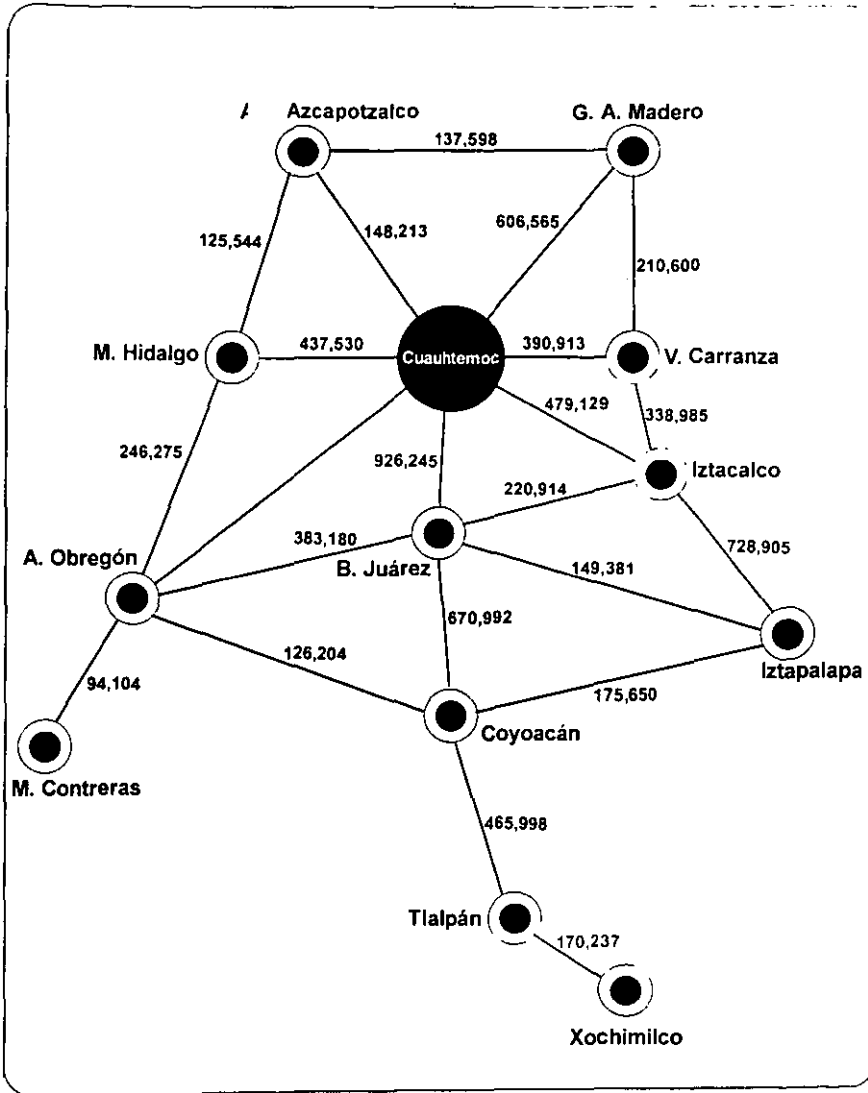 Azcapotzalco
G. A. Madero
137,598
125,544
148,213
606,565
210,600
M. Hidalgo
437,530
Cuauhtemoc
390,913
V. Carranza
479,129
338,985
246,275
926,245
220,914
Iztacalco
A. Obregón
383,180
B. Juárez
149,381
728,905
670,992
126,204
94,104
175,650
Iztapalapa
Coyoacán
M. Contreras
465,998
Tlalpán
170,237
Xochimilco